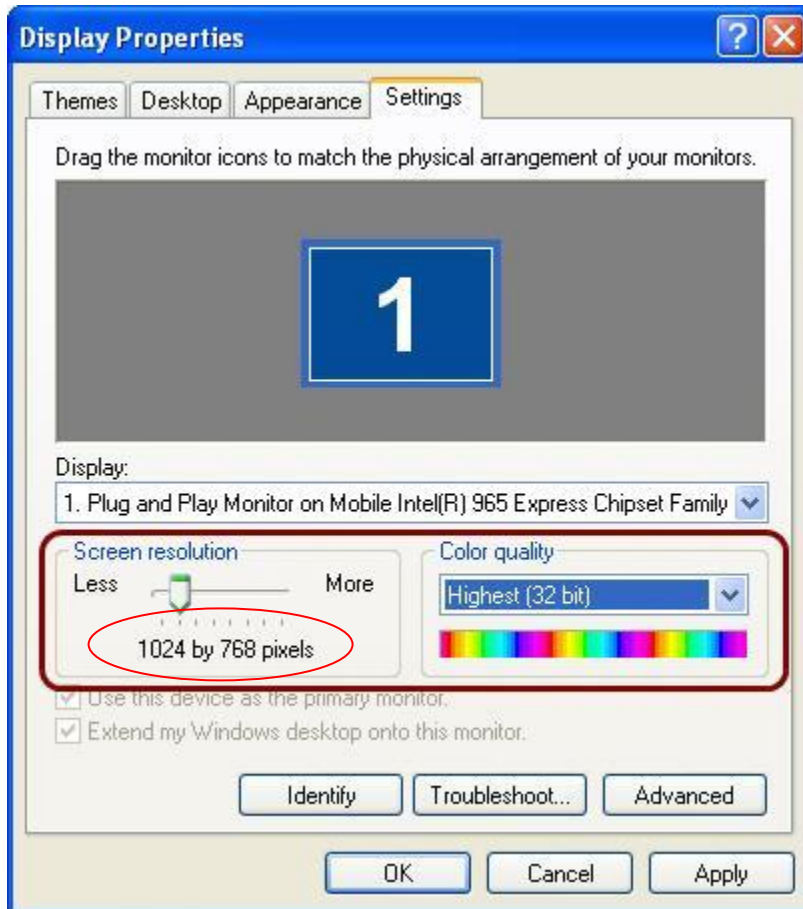 Display Properties
?
Themes Desktop Appearance Settings
Drag the monitor icons to match the physical arrangement of your monitors.
1
Display:
1. Plug and Play Monitor on Mobile Intel(R) 965 Express Chipset Family
Screen resolution
Less More
1024 by 768 pixels
Color quality
Highest (32 bit)
Use this device as the primary monitor.
Extend my Windows desktop onto this monitor.
Identify Troubleshoot... Advanced
OK Cancel Apply